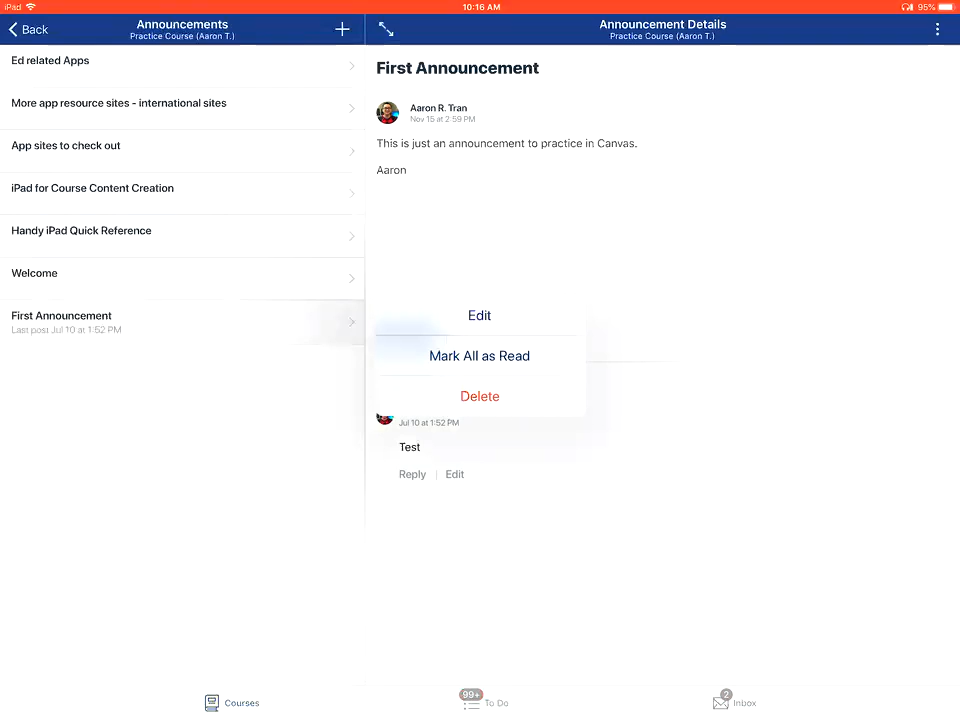 iPad 10:16 AM 95%
Back Announcements + Announcement Details
Practice Course (Aaron T.) Practice Course (Aaron T.)
Ed related Apps
More app resource sites - international sites
App sites to check out
iPad for Course Content Creation
Handy iPad Quick Reference
Welcome
First Announcement
Last post Jul 10 at 1:52 PM
First Announcement
Aaron R. Tran
Nov 15 at 2:59 PM
This is just an announcement to practice in Canvas.
Aaron
Edit
Mark All as Read
Delete
Jul 10 at 1:52 PM
Test
Reply | Edit
Courses 99+ To Do 2 Inbox